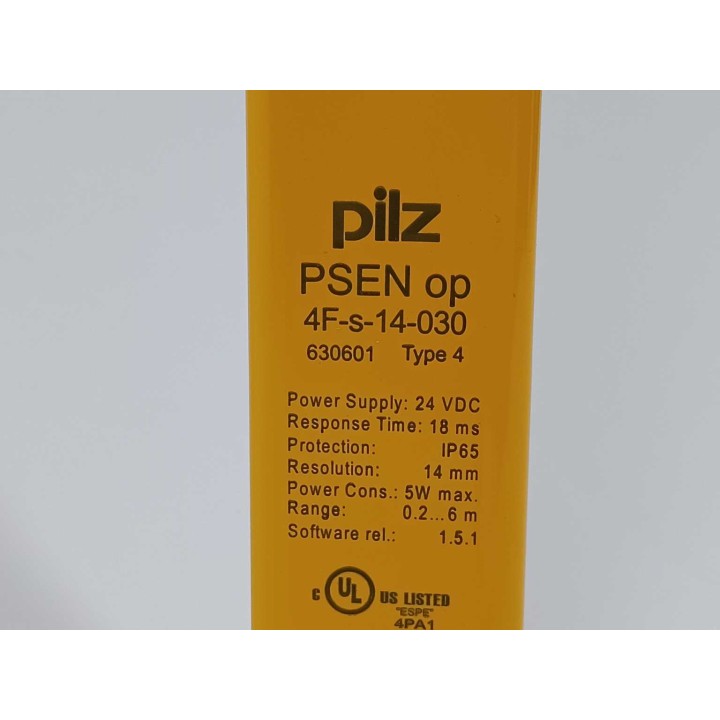 pilz
PSEN op
4F-s-14-030
630601 Type 4
Power Supply: 24 VDC
Response Time: 18 ms
Protection: IP65
Resolution: 14 mm
Power Cons.: 5W max.
Range: 0.2...6 m
Software rel.: 1.5.1
C UL US LISTED
"ESPE"
4PA1